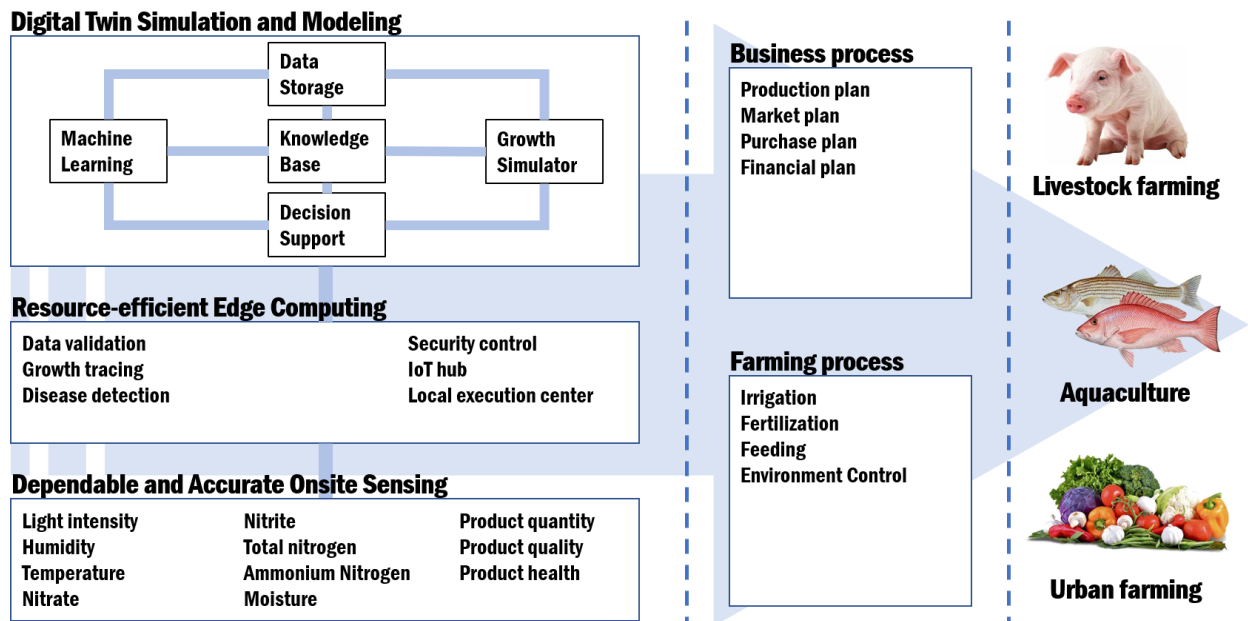 Digital Twin Simulation and Modeling
Data
Storage
Machine
Learning
Knowledge
Base
Growth
Simulator
Decision
Support
Resource-efficient Edge Computing
Data validation
Growth tracing
Disease detection
Security control
IoT hub
Local execution center
Dependable and Accurate Onsite Sensing
Light intensity
Humidity
Temperature
Nitrate
Nitrite
Total nitrogen
Ammonium Nitrogen
Moisture
Product quantity
Product quality
Product health
Business process
Production plan
Market plan
Purchase plan
Financial plan
Farming process
Irrigation
Fertilization
Feeding
Environment Control
Livestock farming
Aquaculture
Urban farming